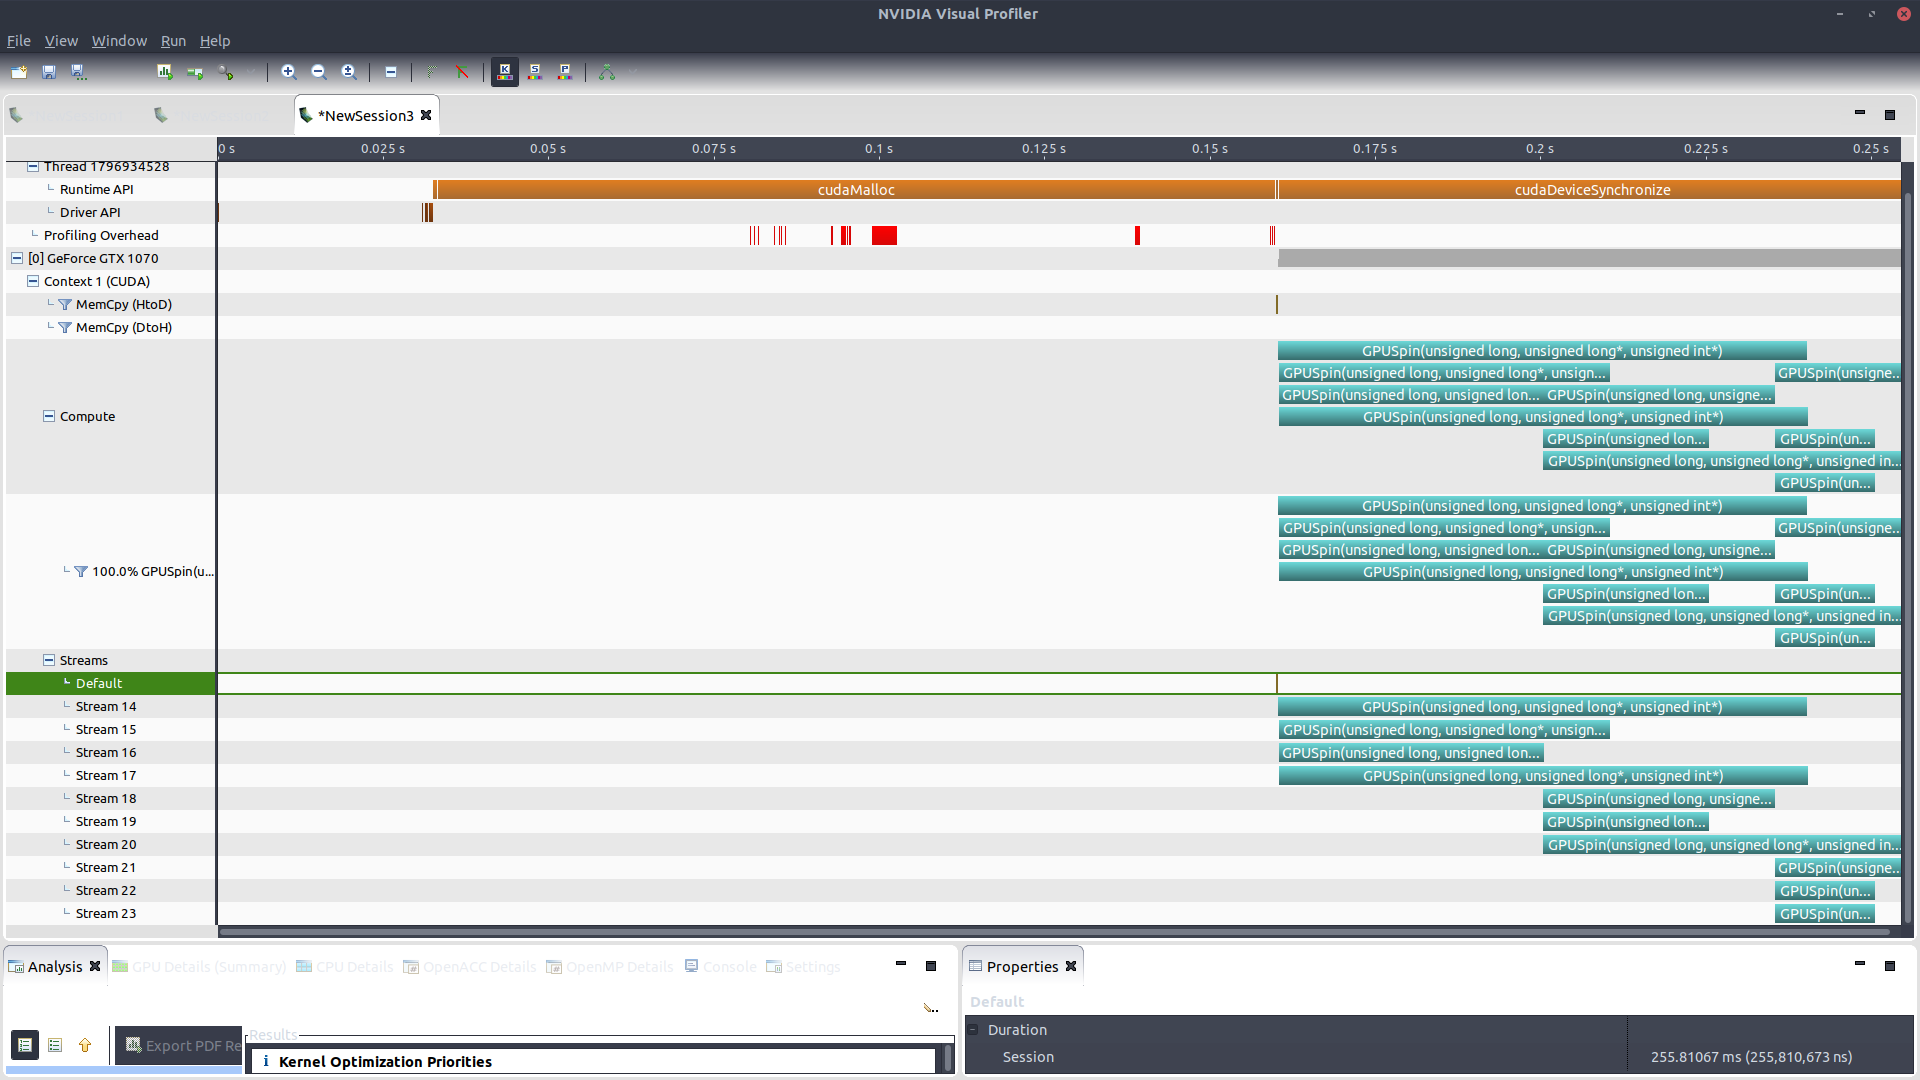 NVIDIA Visual Profiler
File View Window Run Help
*NewSession3
0 s 0.025 s 0.05 s 0.075 s 0.1 s 0.125 s 0.15 s 0.175 s 0.2 s 0.225 s 0.25 s
Thread 1796934528
Runtime API cudaMalloc cudaDeviceSynchronize
Driver API
Profiling Overhead
[0] GeForce GTX 1070
Context 1 (CUDA)
MemCpy (HtoD)
MemCpy (DtoH)
GPUSpin(unsigned long, unsigned long*, unsigned int*)
GPUSpin(unsigned long, unsigned long*, unsign... GPUSpin(unsigne...
GPUSpin(unsigned long, unsigned lon... GPUSpin(unsigned long, unsigne...
Compute GPUSpin(unsigned long, unsigned long*, unsigned int*)
GPUSpin(unsigned lon... GPUSpin(un...
GPUSpin(unsigned long, unsigned long*, unsigned in...
GPUSpin(un...
GPUSpin(unsigned long, unsigned long*, unsigned int*)
GPUSpin(unsigned long, unsigned long*, unsign... GPUSpin(unsigne...
GPUSpin(unsigned long, unsigned lon... GPUSpin(unsigned long, unsigne...
100.0% GPUSpin(u... GPUSpin(unsigned long, unsigned long*, unsigned int*)
GPUSpin(unsigned lon... GPUSpin(un...
GPUSpin(unsigned long, unsigned long*, unsigned in...
GPUSpin(un...
Streams
Default
Stream 14 GPUSpin(unsigned long, unsigned long*, unsigned int*)
Stream 15 GPUSpin(unsigned long, unsigned long*, unsign...
Stream 16 GPUSpin(unsigned long, unsigned lon...
Stream 17 GPUSpin(unsigned long, unsigned long*, unsigned int*)
Stream 18 GPUSpin(unsigned long, unsigne...
Stream 19 GPUSpin(unsigned lon...
Stream 20 GPUSpin(unsigned long, unsigned long*, unsigned in...
Stream 21 GPUSpin(unsigne...
Stream 22 GPUSpin(un...
Stream 23 GPUSpin(un...
Analysis GPU Details (Summary) CPU Details OpenACC Details OpenMP Details Console Settings
Properties
Default
Duration
Session 255.81067 ms (255,810,673 ns)
Export PDF Re
Results
Kernel Optimization Priorities